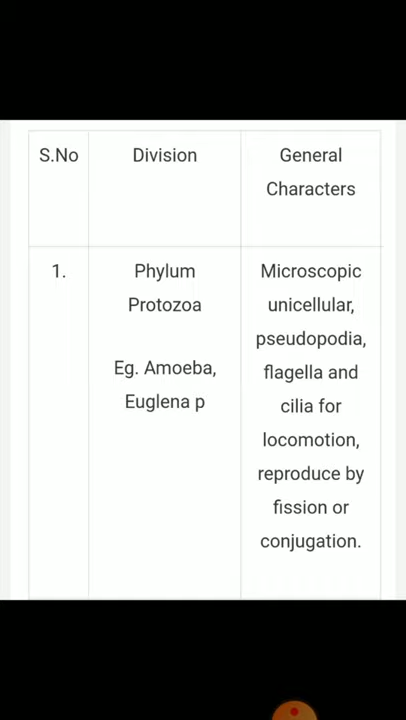 S.No
Division
General
Characters
1.
Phylum
Protozoa
Eg. Amoeba,
Euglena p
Microscopic
unicellular,
pseudopodia,
flagella and
cilia for
locomotion,
reproduce by
fission or
conjugation.